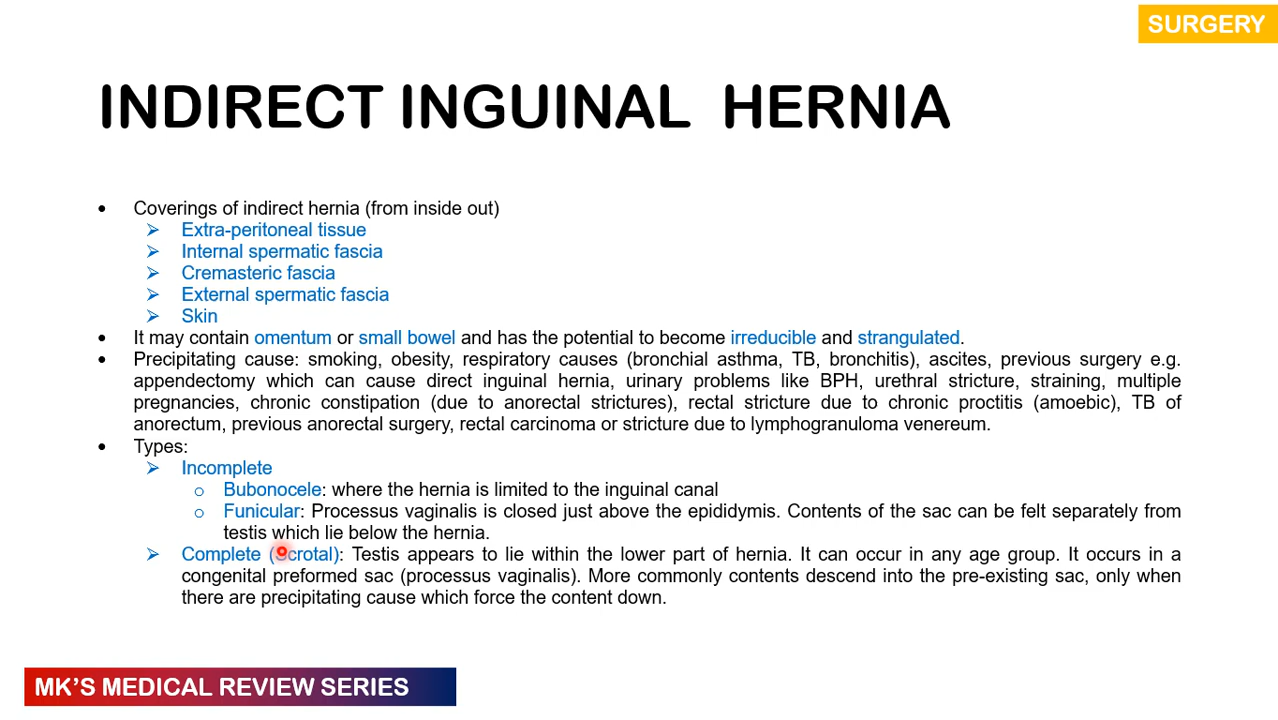 SURGERY
INDIRECT INGUINAL HERNIA
• Coverings of indirect hernia (from inside out)
➢ Extra-peritoneal tissue
➢ Internal spermatic fascia
➢ Cremasteric fascia
➢ External spermatic fascia
➢ Skin
• It may contain omentum or small bowel and has the potential to become irreducible and strangulated.
• Precipitating cause: smoking, obesity, respiratory causes (bronchial asthma, TB, bronchitis), ascites, previous surgery e.g.
appendectomy which can cause direct inguinal hernia, urinary problems like BPH, urethral stricture, straining, multiple
pregnancies, chronic constipation (due to anorectal strictures), rectal stricture due to chronic proctitis (amoebic), TB of
anorectum, previous anorectal surgery, rectal carcinoma or stricture due to lymphogranuloma venereum.
• Types:
➢ Incomplete
o Bubonocele: where the hernia is limited to the inguinal canal
o Funicular: Processus vaginalis is closed just above the epididymis. Contents of the sac can be felt separately from
testis which lie below the hernia.
➢ Complete (Scrotal): Testis appears to lie within the lower part of hernia. It can occur in any age group. It occurs in a
congenital preformed sac (processus vaginalis). More commonly contents descend into the pre-existing sac, only when
there are precipitating cause which force the content down.
MK'S MEDICAL REVIEW SERIES